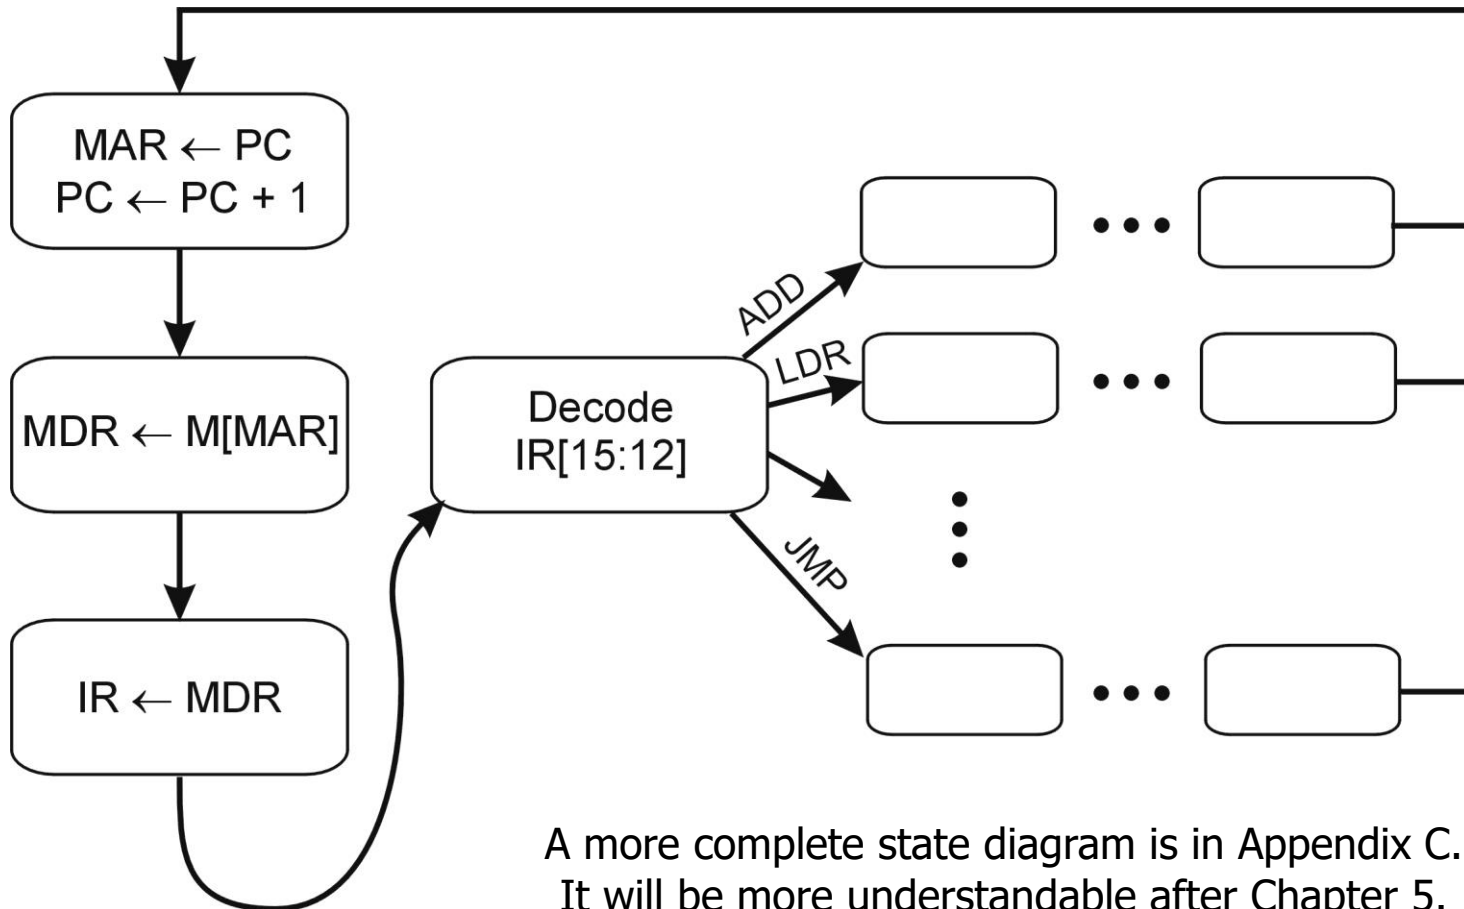 MAR ← PC
PC ← PC + 1
MDR ← M[MAR]
IR ← MDR
Decode
IR[15:12]
ADD
LDR
JMP
A more complete state diagram is in Appendix C.
It will be more understandable after Chapter 5.